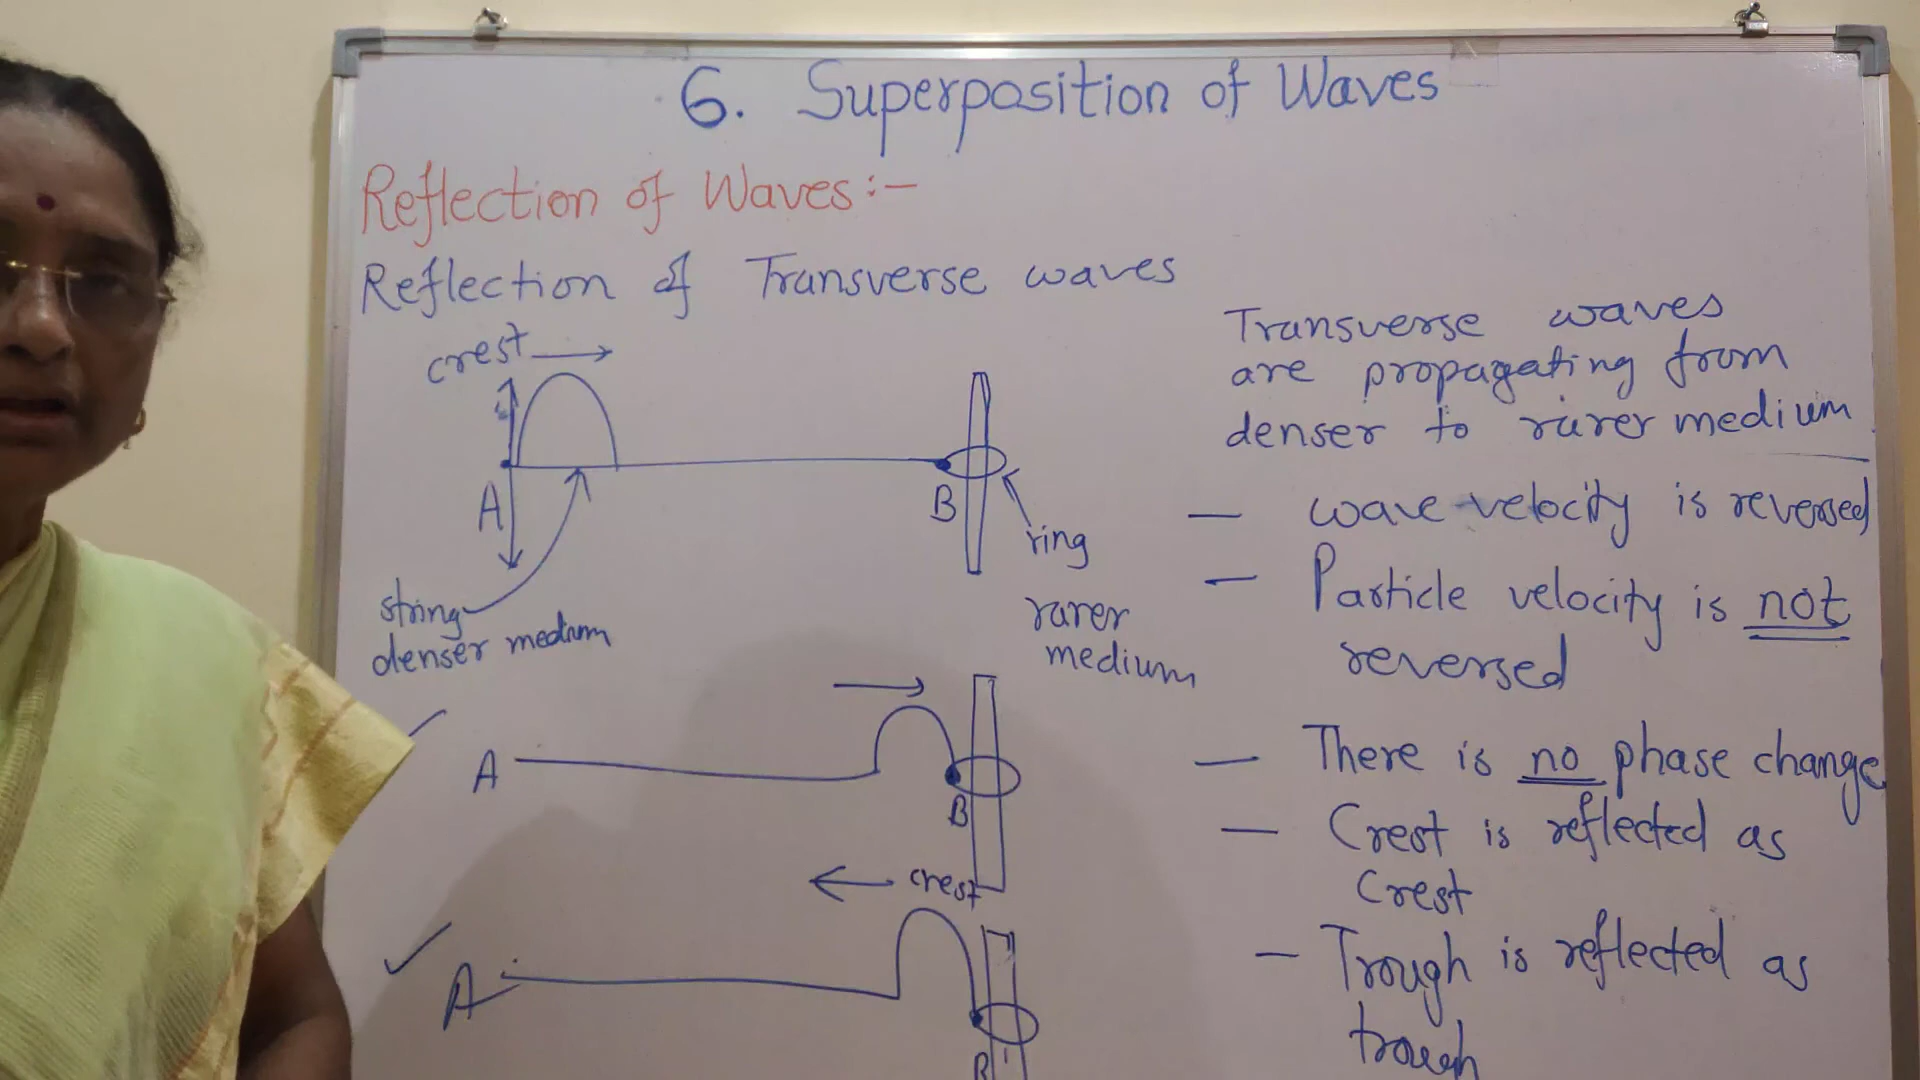 6. Superposition of Waves
Reflection of Waves:-
Reflection of Transverse waves
crest
A
B
ring
string
denser medium
rarer
medium
A
B
crest
A
B
Transverse waves
are propagating from
denser to rarer medium
- wave velocity is reversed
- Particle velocity is not
reversed
- There is no phase change
- Crest is reflected as
Crest
- Trough is reflected as
trough